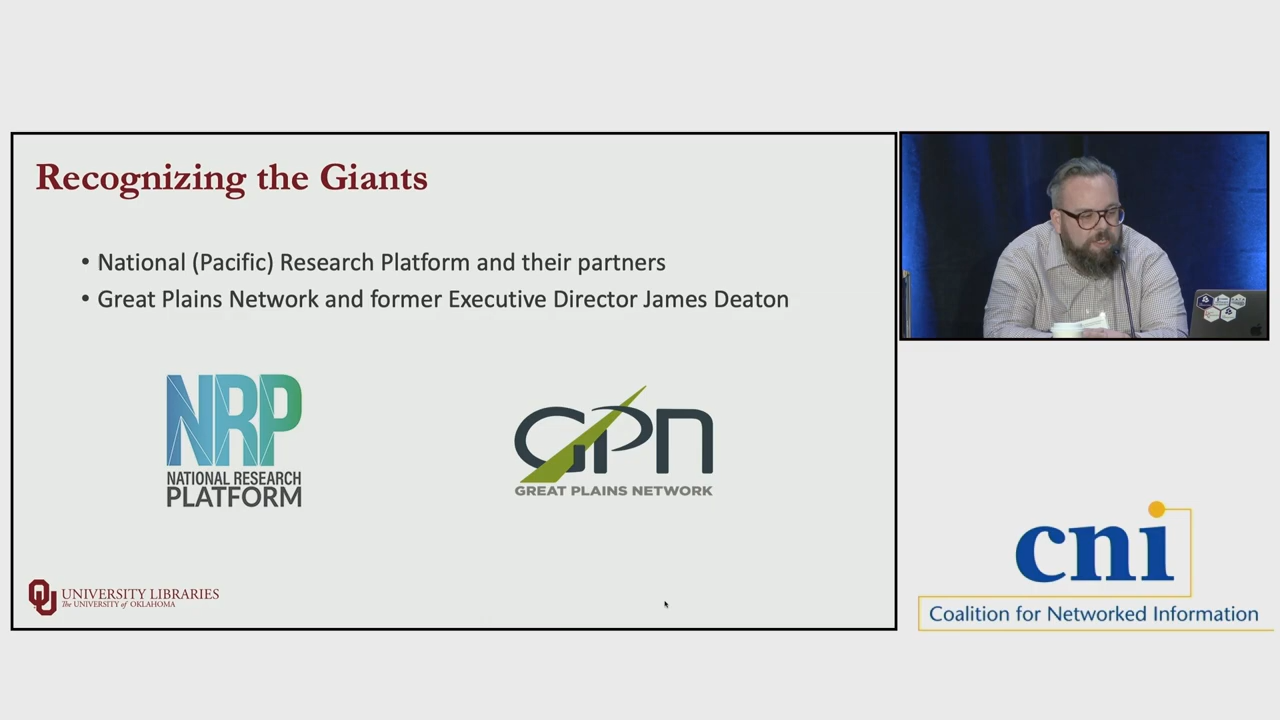 Recognizing the Giants
• National (Pacific) Research Platform and their partners
• Great Plains Network and former Executive Director James Deaton
NRP
NATIONAL RESEARCH
PLATFORM
GPN
GREAT PLAINS NETWORK
OU
UNIVERSITY LIBRARIES
The UNIVERSITY of OKLAHOMA
cni
Coalition for Networked Information